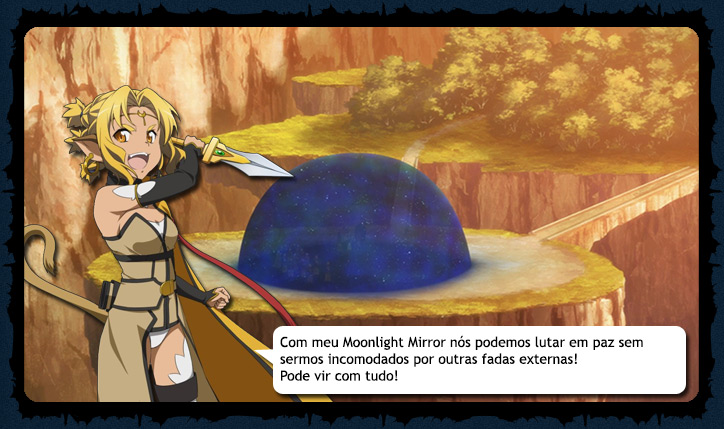 Com meu Moonlight Mirror nós podemos lutar em paz sem
sermos incomodados por outras fadas externas!
Pode vir com tudo!